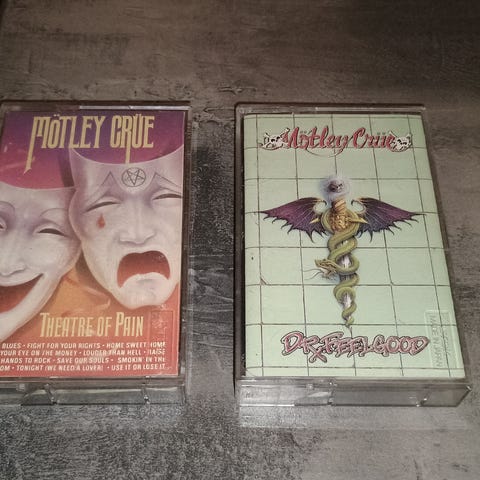 MÖTLEY CRÜE
THEATRE OF PAIN
BLUES • FIGHT FOR YOUR RIGHTS • HOME SWEET HOME
YOUR EYE ON THE MONEY • LOUDER THAN HELL • RAISE
HANDS TO ROCK • SAVE OUR SOULS • SMOKIN' IN THE
OM • TONIGHT (WE NEED A LOVER) • USE IT OR LOSE IT
Mötley Crüe
DR. FEELGOOD